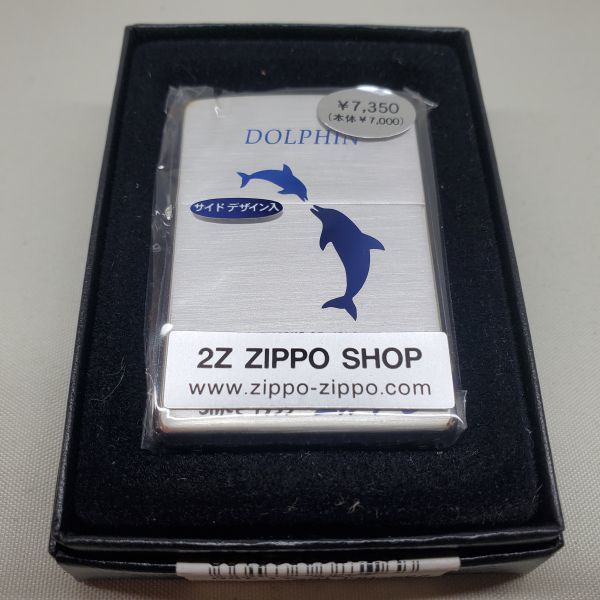 ¥7,350
(本体¥7,000)
DOLPHIN
サイド デザイン入
2Z ZIPPO SHOP
www.zippo-zippo.com